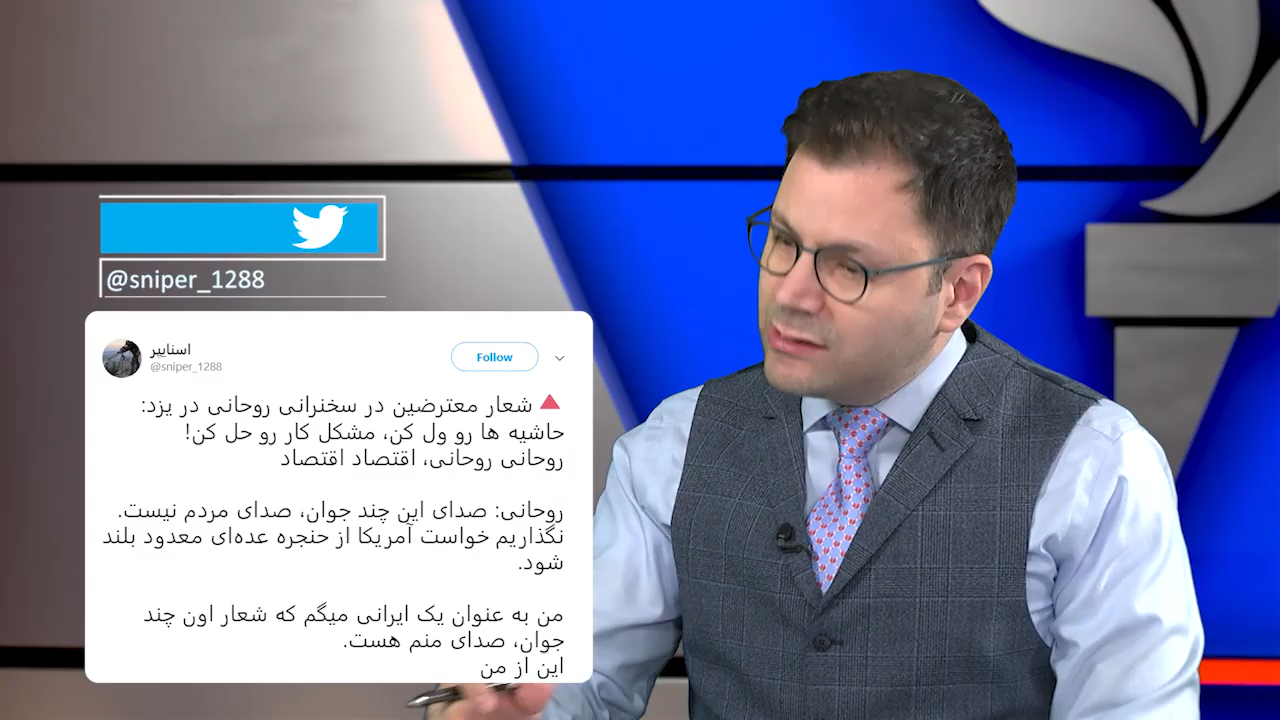 @sniper_1288
اسنایپر
@sniper_1288
Follow
شعار معترضین در سخنرانی روحانی در یزد:
حاشیه ها رو ول کن، مشکل کار رو حل کن!
روحانی روحانی، اقتصاد اقتصاد
روحانی: صدای این چند جوان، صدای مردم نیست.
نگذاریم خواست آمریکا از حنجره عده‌ای معدود بلند
شود.
من به عنوان یک ایرانی میگم که شعار اون چند
جوان، صدای منم هست.
این از من